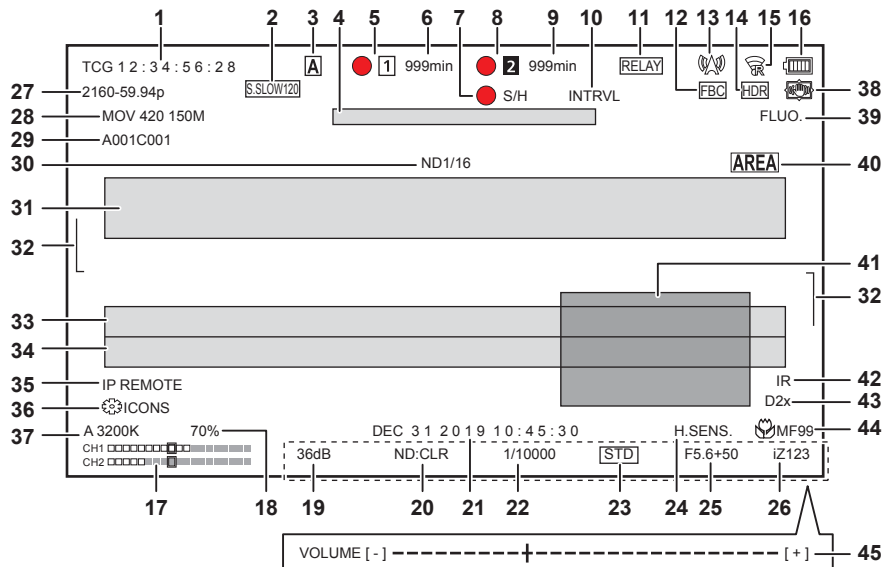 1 2 3 4 5 6 7 8 9 10 11 12 13 14 15 16
TCG 12:34:56:28 A 1 999min 2 999min RELAY R
27 2160-59.94p S.SLOW120 S/H INTRVL FBC HDR 38
28 MOV 420 150M FLUO. 39
29 A001C001
30 ND1/16 AREA 40
31
32 41
32
33
34
35 IP REMOTE IR 42
36 ICONS D2x 43
37 A 3200K 70% DEC 31 2019 10:45:30 H.SENS. MF99 44
CH1 36dB ND:CLR 1/10000 STD F5.6+50 iZ123
CH2
17 18 19 20 21 22 23 24 25 26
VOLUME [ - ] [ + ] 45